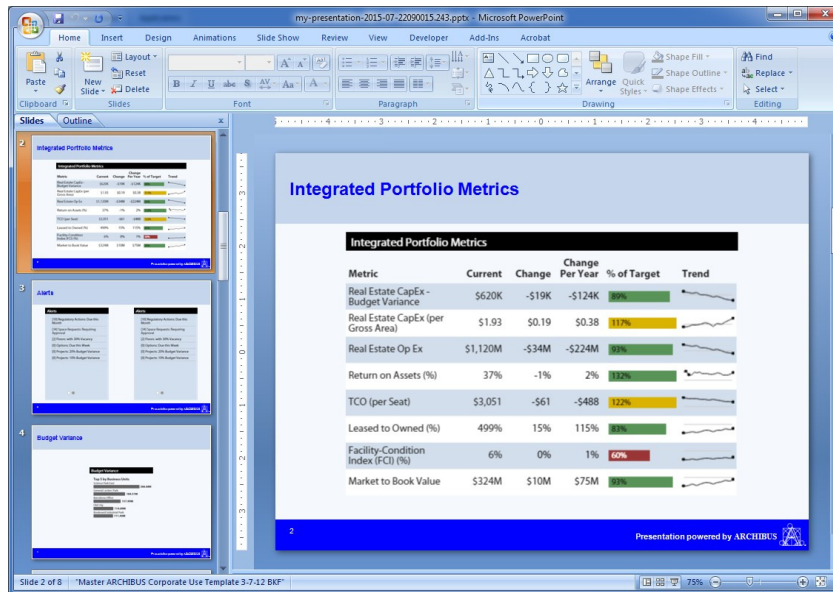 my-presentation-2015-07-22090015.243.pptx - Microsoft PowerPoint
Home Insert Design Animations Slide Show Review View Developer Add-Ins Acrobat
Paste
New Slide
Layout
Reset
Delete
B I U abc S AV Aa A
Arrange
Quick Styles
Shape Fill
Shape Outline
Shape Effects
Find
Replace
Select
Clipboard Slides Font Paragraph Drawing Editing
Slides Outline
2
Integrated Portfolio Metrics
3
Alerts
4
Budget Variance
Integrated Portfolio Metrics
Integrated Portfolio Metrics
Metric Current Change Change Per Year % of Target Trend
Real Estate CapEx -
Budget Variance $620K -$19K -$124K 89%
Real Estate CapEx (per
Gross Area) $1.93 $0.19 $0.38 117%
Real Estate Op Ex $1,120M -$34M -$224M 93%
Return on Assets (%) 37% -1% 2% 132%
TCO (per Seat) $3,051 -$61 -$488 122%
Leased to Owned (%) 499% 15% 115% 83%
Facility-Condition
Index (FCI) (%) 6% 0% 1% 60%
Market to Book Value $324M $10M $75M 93%
2
Presentation powered by ARCHIBUS
Slide 2 of 8 "Master ARCHIBUS Corporate Use Template 3-7-12 BKF" 75%